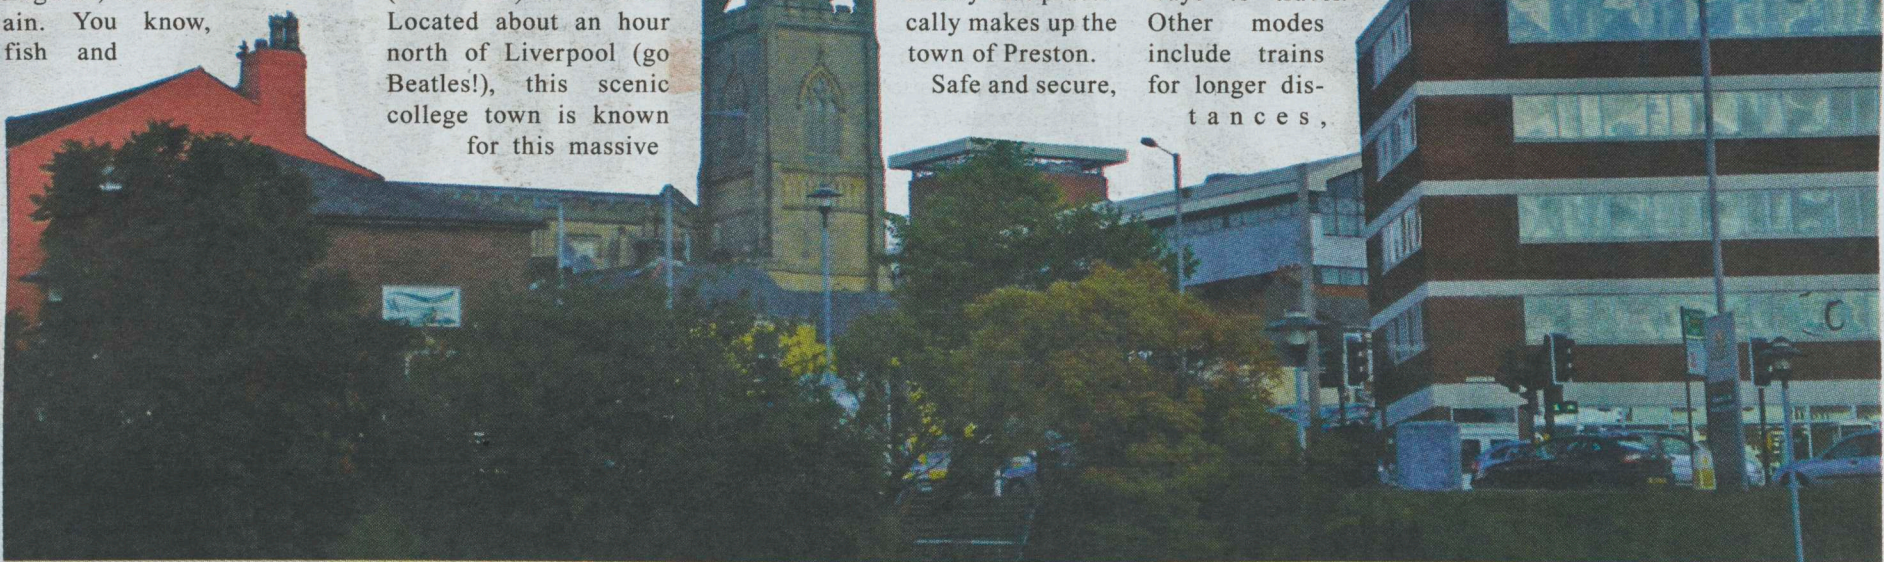 ain. You know,
fish and
Located about an hour
north of Liverpool (go
Beatles!), this scenic
college town is known
for this massive
cally makes up the
town of Preston.
Safe and secure,
Other modes
include trains
for longer dis-
tances,